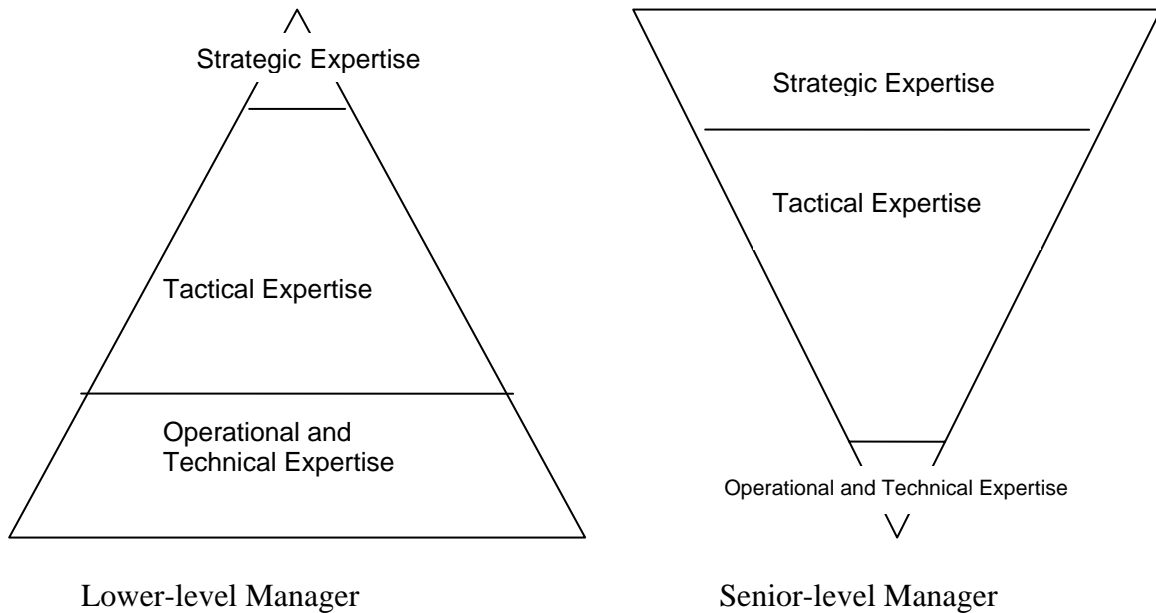 Strategic Expertise
Tactical Expertise
Operational and
Technical Expertise
Lower-level Manager
Strategic Expertise
Tactical Expertise
Operational and Technical Expertise
Senior-level Manager